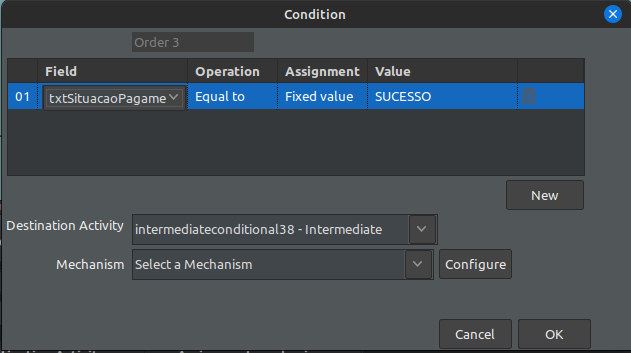 Condition
Order 3
Field Operation Assignment Value
01 txtSituacaoPagame Equal to Fixed value SUCESSO
New
Destination Activity intermediateconditional38 - Intermediate
Mechanism Select a Mechanism Configure
Cancel OK